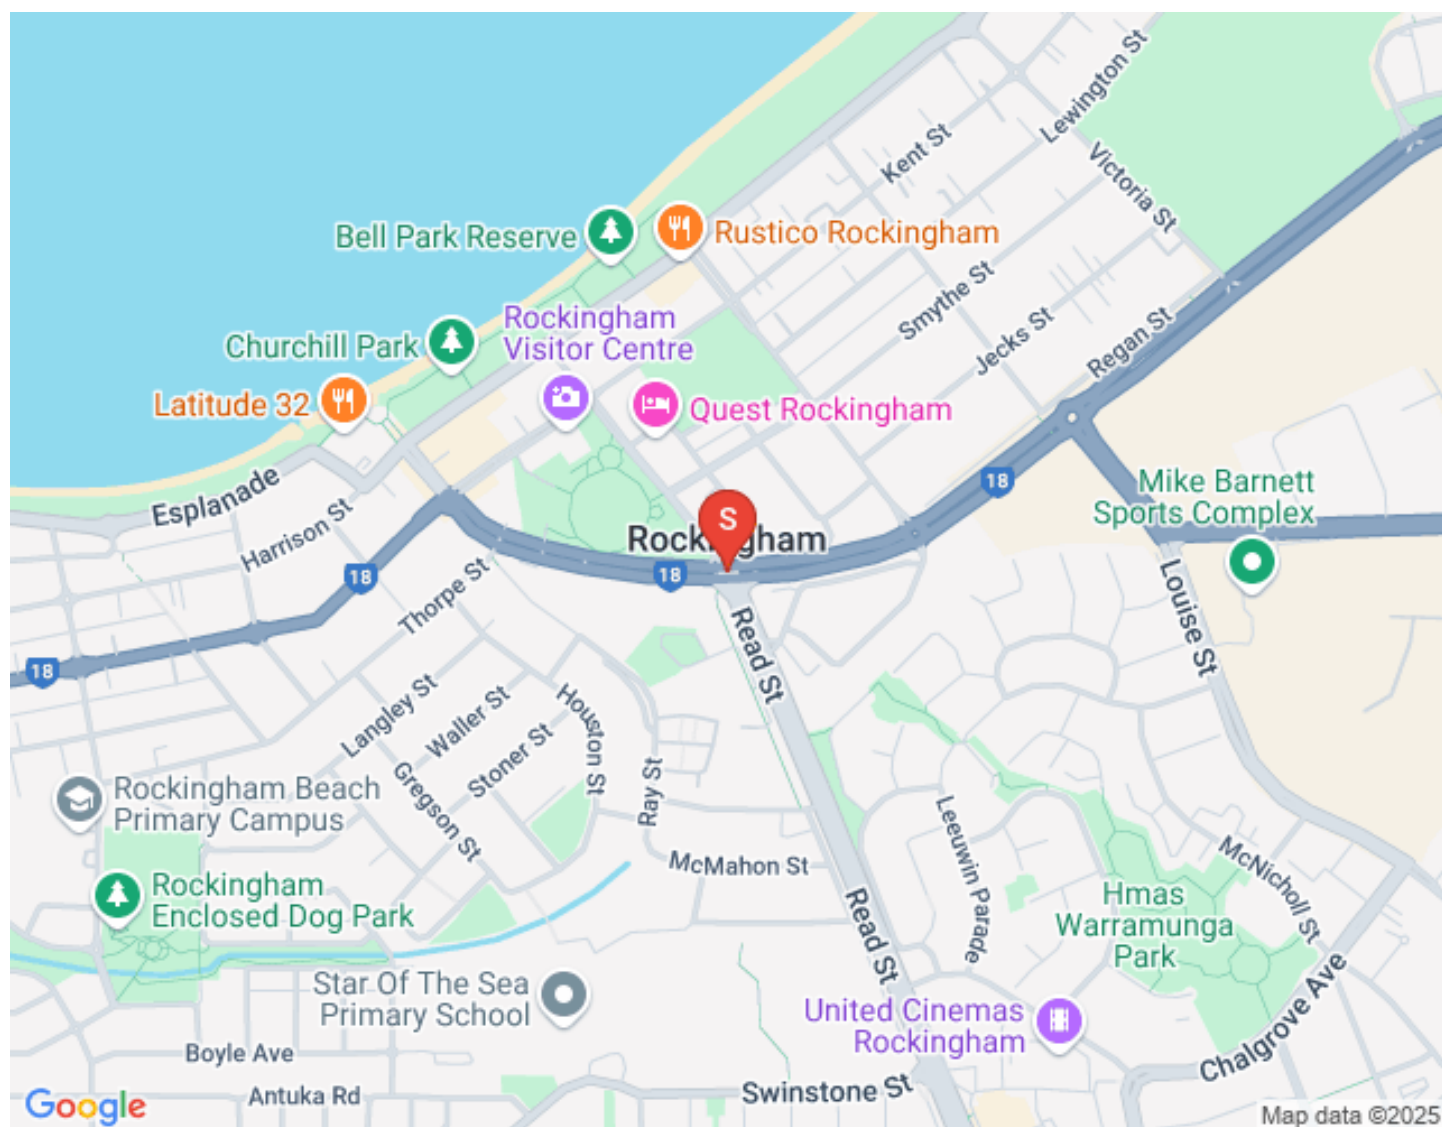 Lewington St
Kent St
Victoria St
Bell Park Reserve
Rustico Rockingham
Smythe St
Rockingham
Visitor Centre
Churchill Park
Jecks St
Regan St
Latitude 32
Quest Rockingham
Esplanade
Harrison St
18
Mike Barnett
Sports Complex
S
Rockingham
18
18
Thorpe St
Louise St
Read St
18
Langley St
Waller St
Houston St
Stoner St
Gregson St
Ray St
Rockingham Beach
Primary Campus
Leeuwin Parade
McMahon St
McNicholl St
Rockingham
Enclosed Dog Park
Hmas
Warramunga
Park
Read St
Star Of The Sea
Primary School
United Cinemas
Rockingham
Chalgrove Ave
Boyle Ave
Antuka Rd
Swinstone St
Google
Map data ©2025